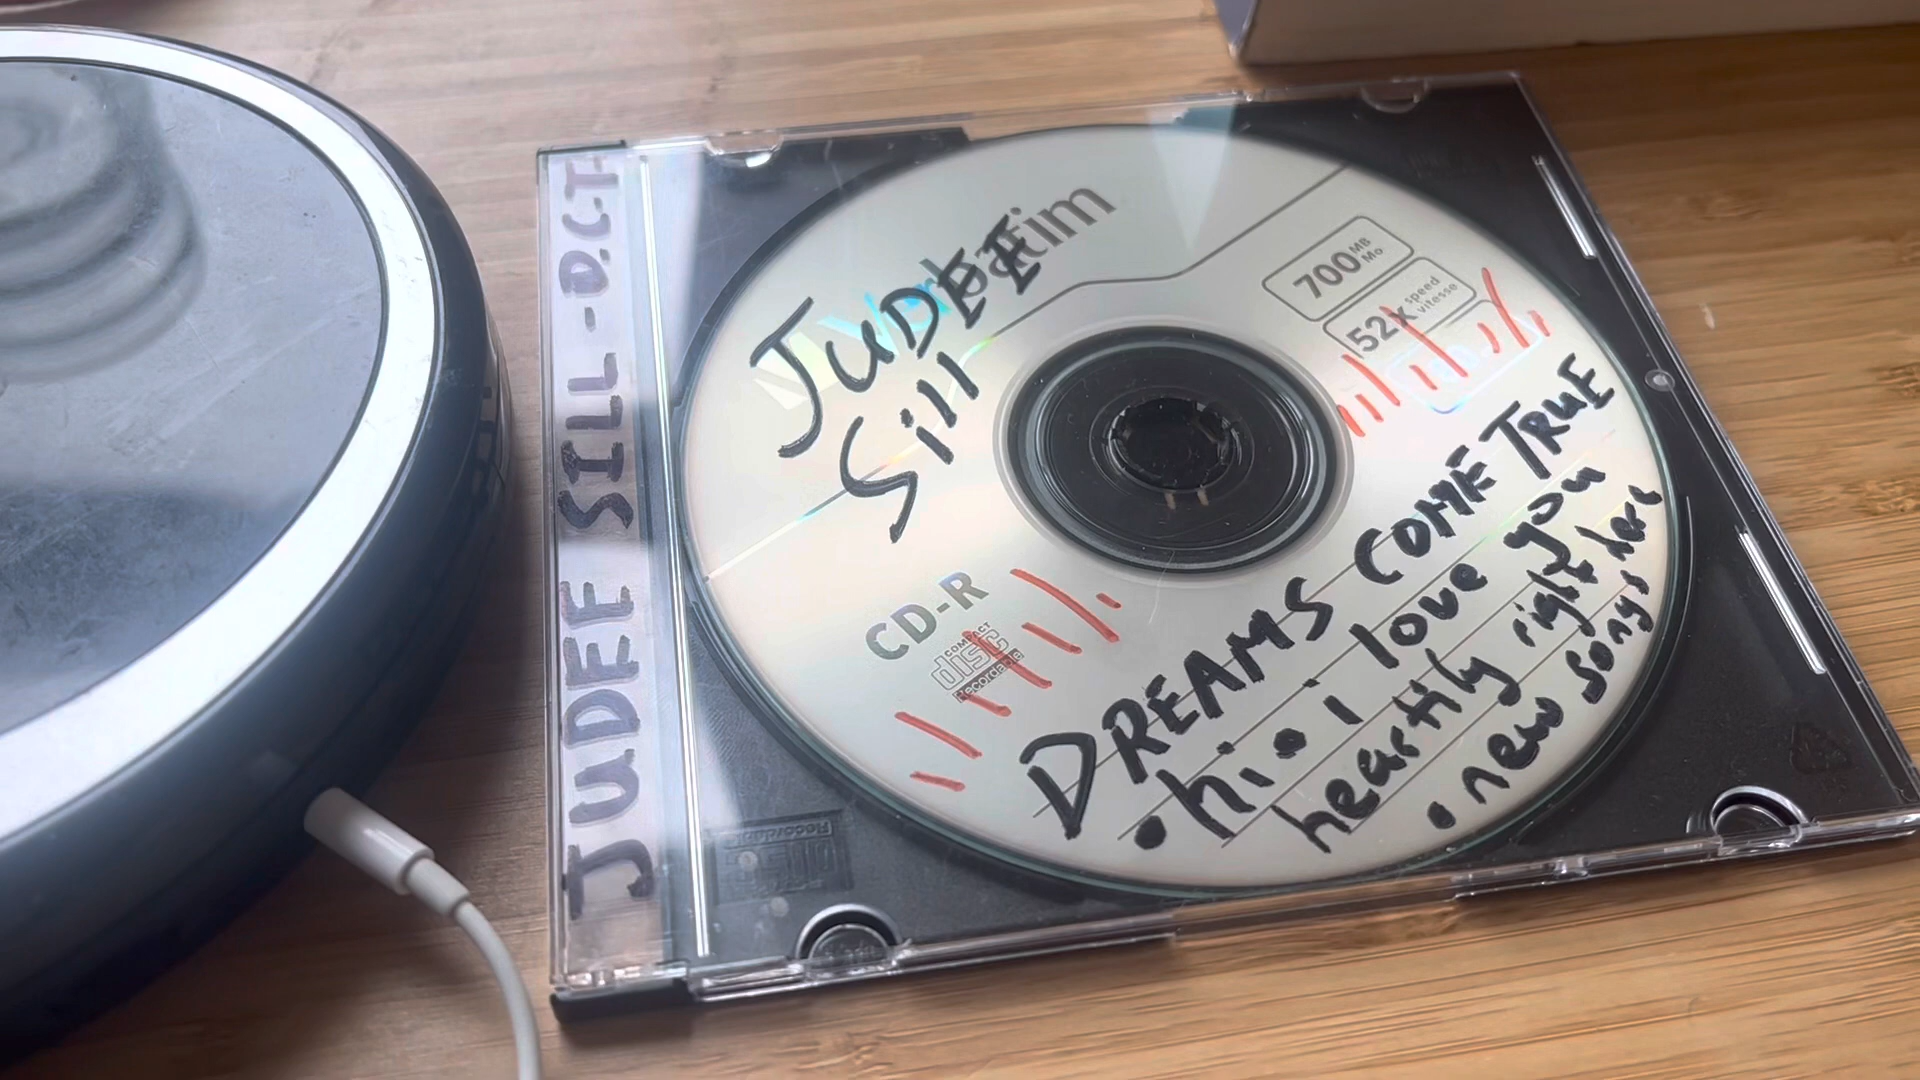 JUDEE SILL - D.C.T.
Verbatim
JUDEE
Sill
700 MB
Mo
52x speed
vitesse
CD-R
COMPACT
disc
Recordable
DREAMS COME TRUE
• hi • i love you
heartily right here
• new songs